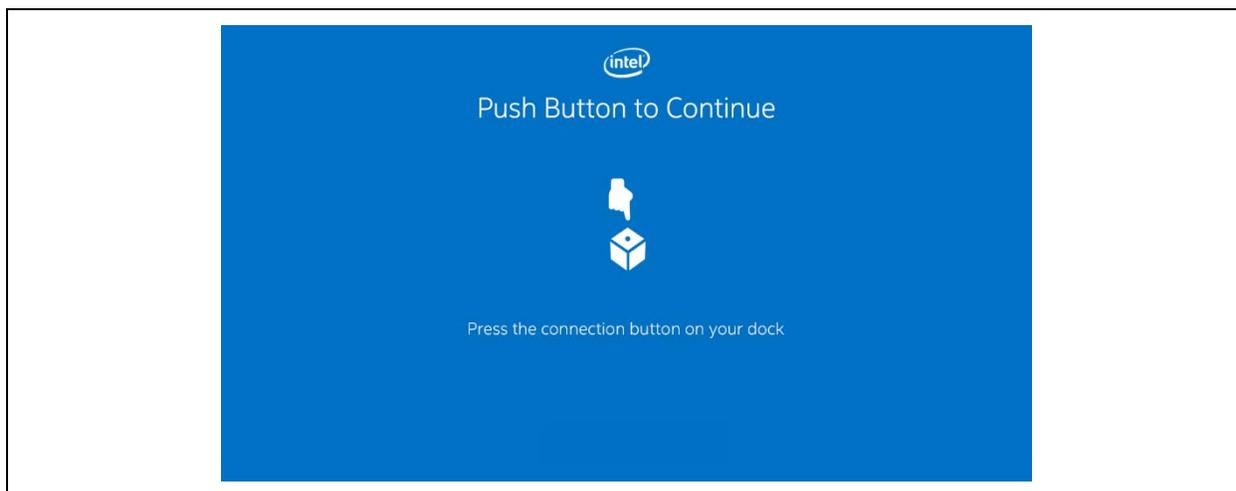 intel
Push Button to Continue
Press the connection button on your dock